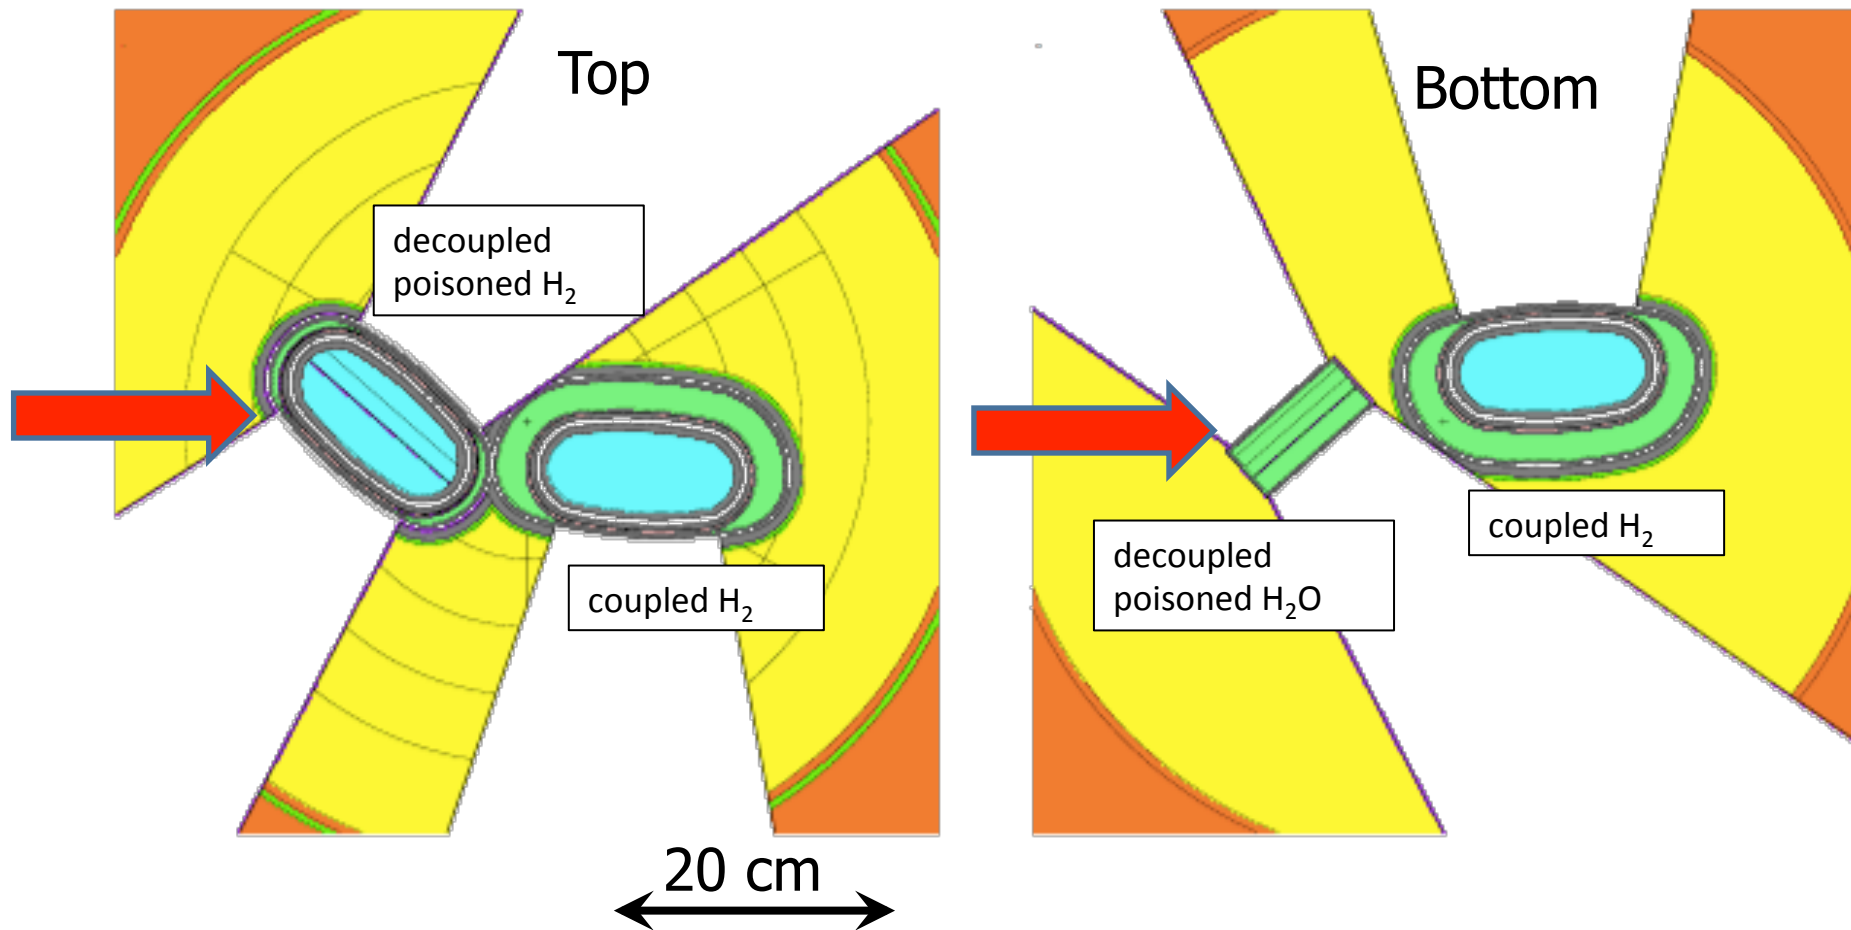 Top
Bottom
decoupled
poisoned H₂
coupled H₂
coupled H₂
decoupled
poisoned H₂O
20 cm